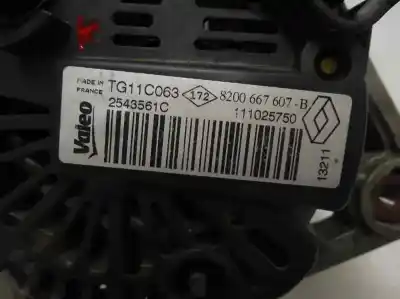 MADE IN
FRANCE
TG11C063
172
8200 667 607-B
2543561C
111025750
Valeo
13211